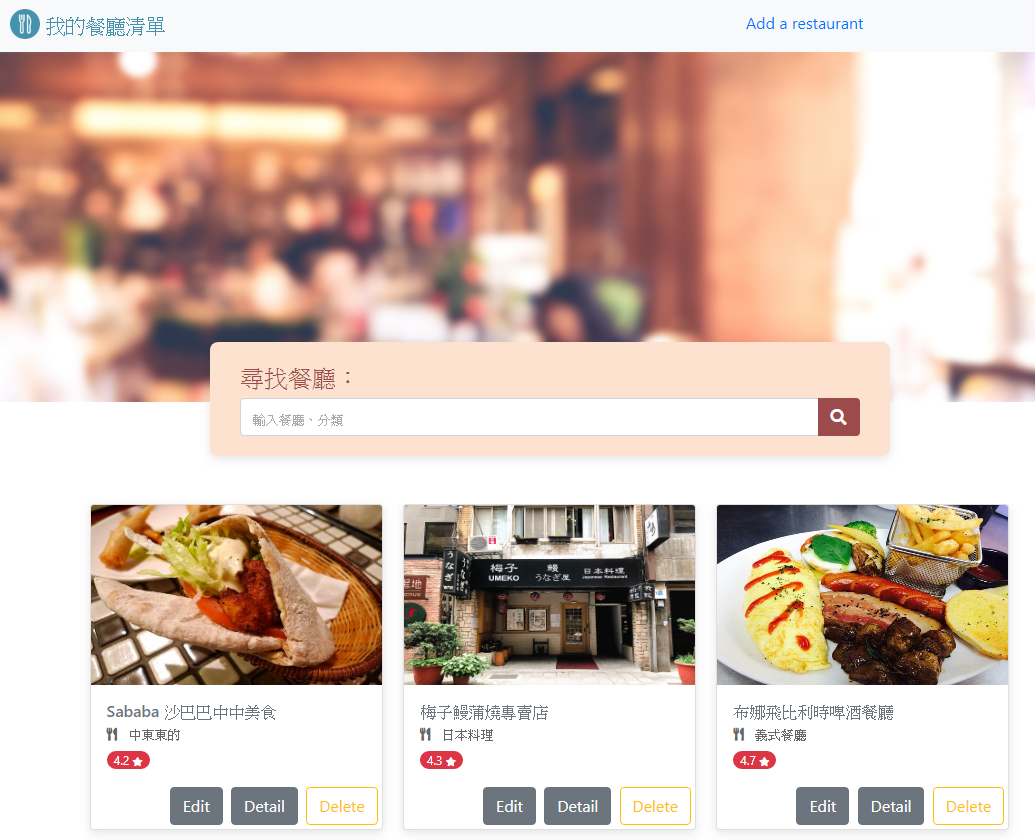 我的餐廳清單
Add a restaurant
尋找餐廳：
輸入餐廳、分類
梅子 鰻 日本料理
UMEKO うなぎ屋 Japanese Restaurant
うなぎ
Sababa 沙巴巴中中美食
中東東的
4.2
Edit Detail Delete
梅子鰻蒲燒專賣店
日本料理
4.3
Edit Detail Delete
布娜飛比利時啤酒餐廳
義式餐廳
4.7
Edit Detail Delete